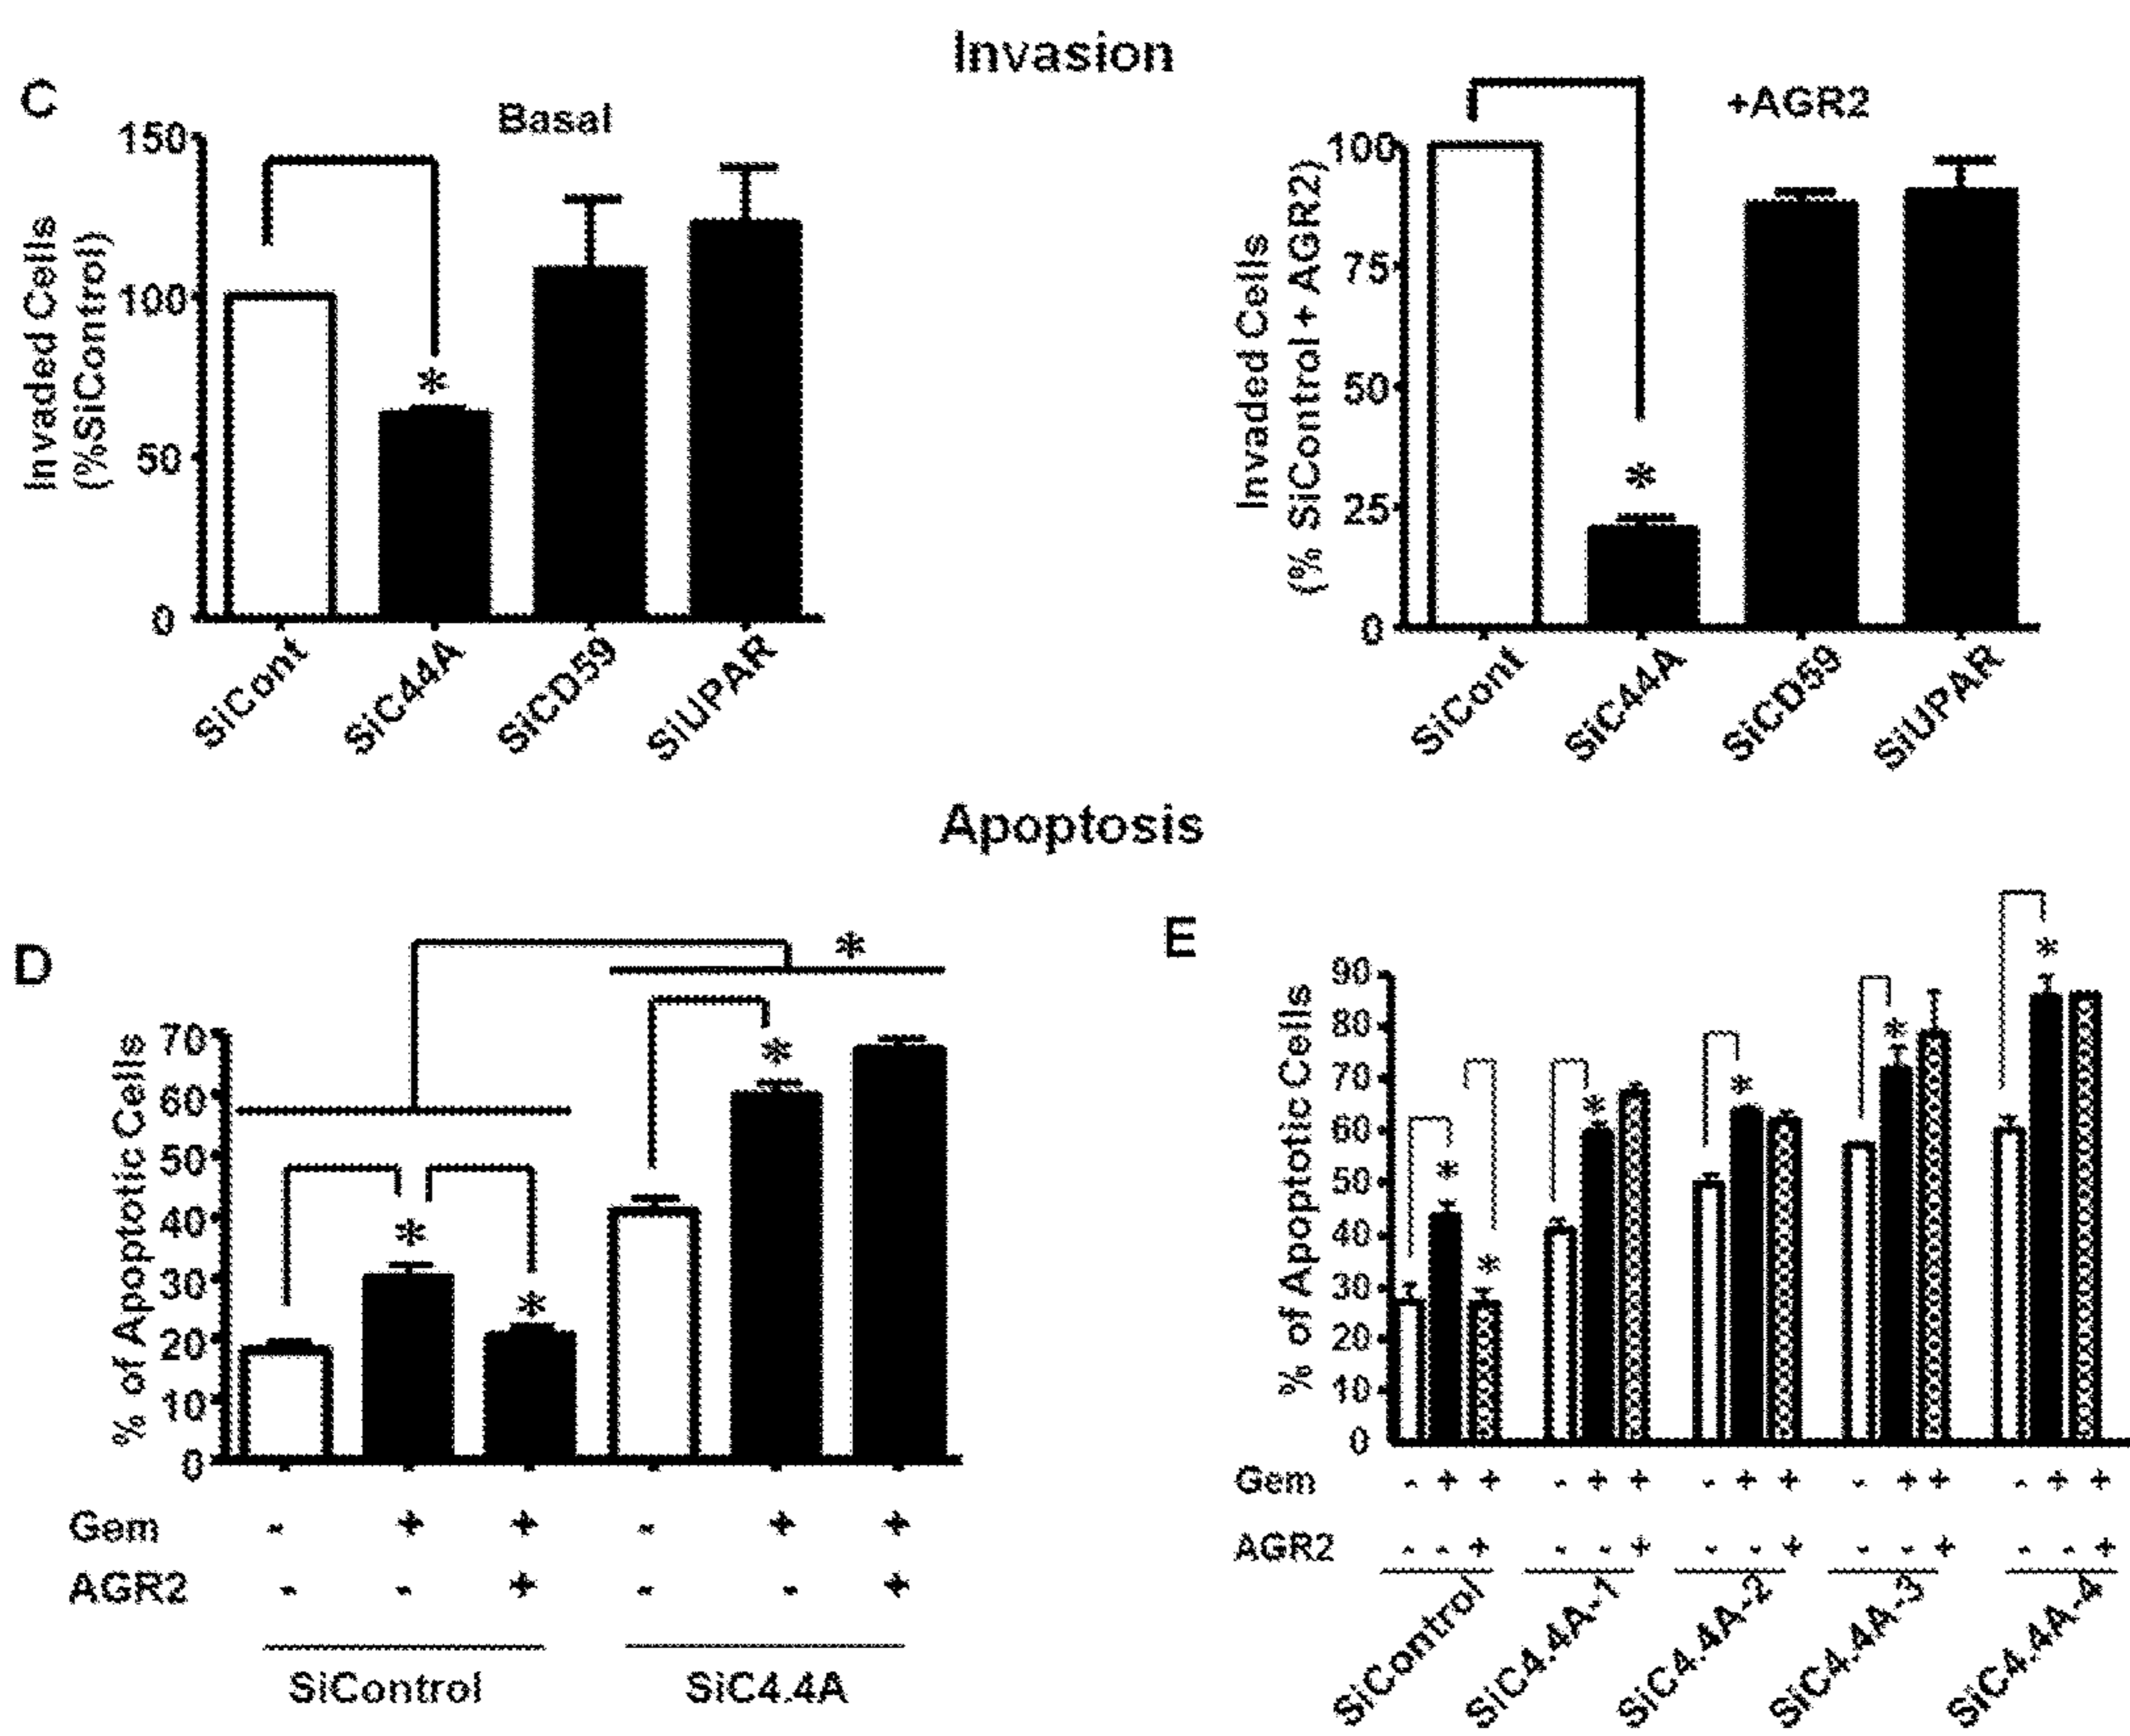 Invasion
C
Basal
Invaded Cells
(%SiControl)
150
100
50
0
SiCont
SiC44A
SiCD59
SiUPAR
*
+AGR2
Invaded Cells
(% SiControl + AGR2)
100
75
50
25
0
SiCont
SiC44A
SiCD59
SiUPAR
*
Apoptosis
D
% of Apoptotic Cells
70
60
50
40
30
20
10
0
* * * *
Gem - + + - + +
AGR2 - - + - - +
SiControl SiC4.4A
E
% of Apoptotic Cells
90
80
70
60
50
40
30
20
10
0
* * * * * *
Gem - + + - + + - + + - + + - + +
AGR2 - - + - - + - - + - - + - - +
SiControl
SiC4.4A-1
SiC4.4A-2
SiC4.4A-3
SiC4.4A-4